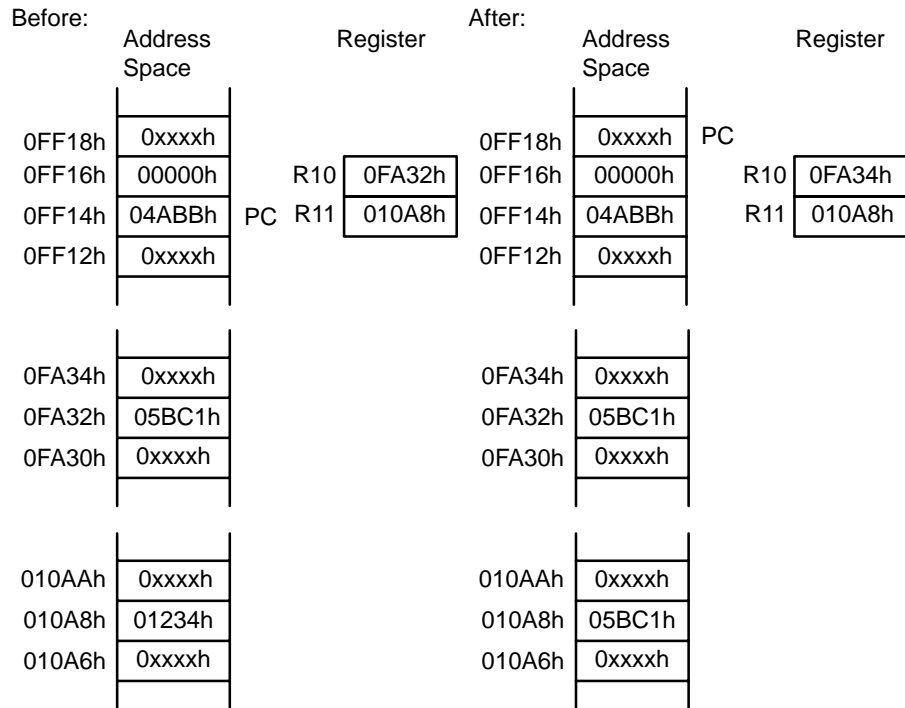 Before:
Address Space
Register
0FF18h 0xxxxh
0FF16h 00000h R10 0FA32h
0FF14h 04ABBh PC R11 010A8h
0FF12h 0xxxxh
0FA34h 0xxxxh
0FA32h 05BC1h
0FA30h 0xxxxh
010AAh 0xxxxh
010A8h 01234h
010A6h 0xxxxh
After:
Address Space
Register
0FF18h 0xxxxh PC
0FF16h 00000h R10 0FA34h
0FF14h 04ABBh R11 010A8h
0FF12h 0xxxxh
0FA34h 0xxxxh
0FA32h 05BC1h
0FA30h 0xxxxh
010AAh 0xxxxh
010A8h 05BC1h
010A6h 0xxxxh